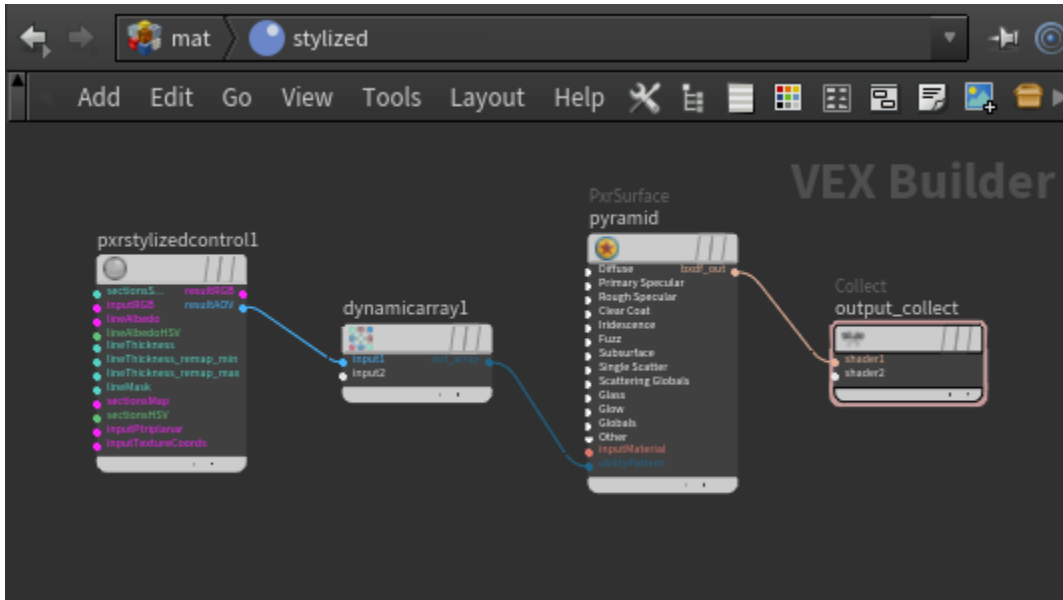 mat
stylized
Add Edit Go View Tools Layout Help
VEX Builder
pxrstylizedcontrol1
sectionsS... resultRGB
inputRGB resultAOV
lineAlbedo
lineAlbedoHSV
lineThickness
lineThickness_remap_min
lineThickness_remap_max
lineMask
sectionsMap
sectionsHSV
inputPtriplanar
inputTextureCoords
dynamicarray1
input1 out_array
input2
PxrSurface
pyramid
Diffuse bxdf_out
Primary Specular
Rough Specular
Clear Coat
Iridescence
Fuzz
Subsurface
Single Scatter
Scattering Globals
Glass
Glow
Globals
Other
inputMaterial
utilityPattern
Collect
output_collect
shader1
shader2